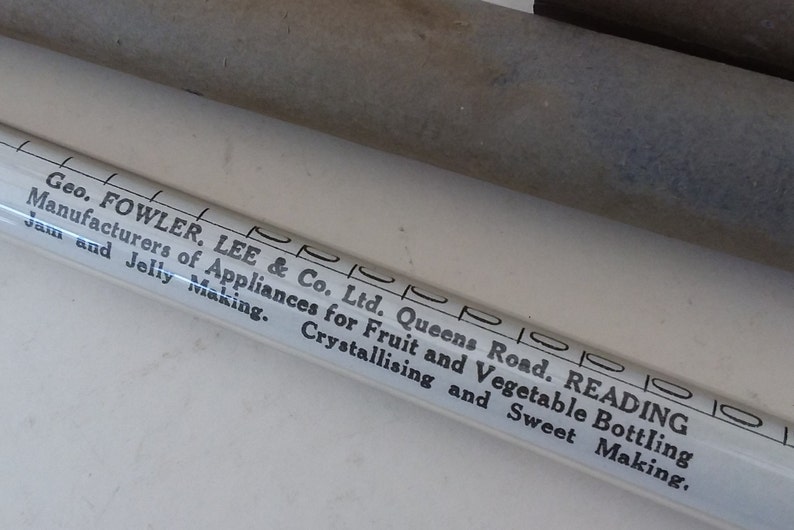 Geo. FOWLER, LEE & Co. Ltd. Queens Road. READING
Manufacturers of Appliances for Fruit and Vegetable Bottling
Jam and Jelly Making. Crystallising and Sweet Making.